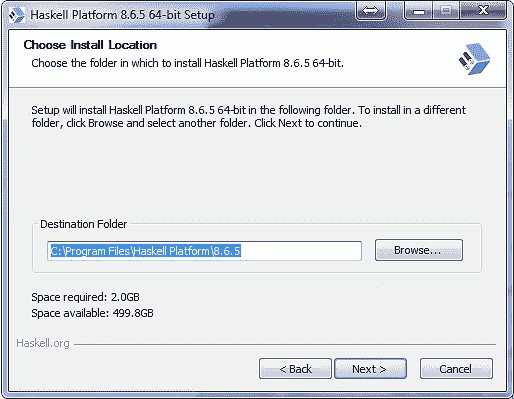 Haskell Platform 8.6.5 64-bit Setup
Choose Install Location
Choose the folder in which to install Haskell Platform 8.6.5 64-bit.
Setup will install Haskell Platform 8.6.5 64-bit in the following folder. To install in a different
folder, click Browse and select another folder. Click Next to continue.
Destination Folder
C:\Program Files\Haskell Platform\8.6.5
Browse...
Space required: 2.0GB
Space available: 499.8GB
Haskell.org
< Back
Next >
Cancel